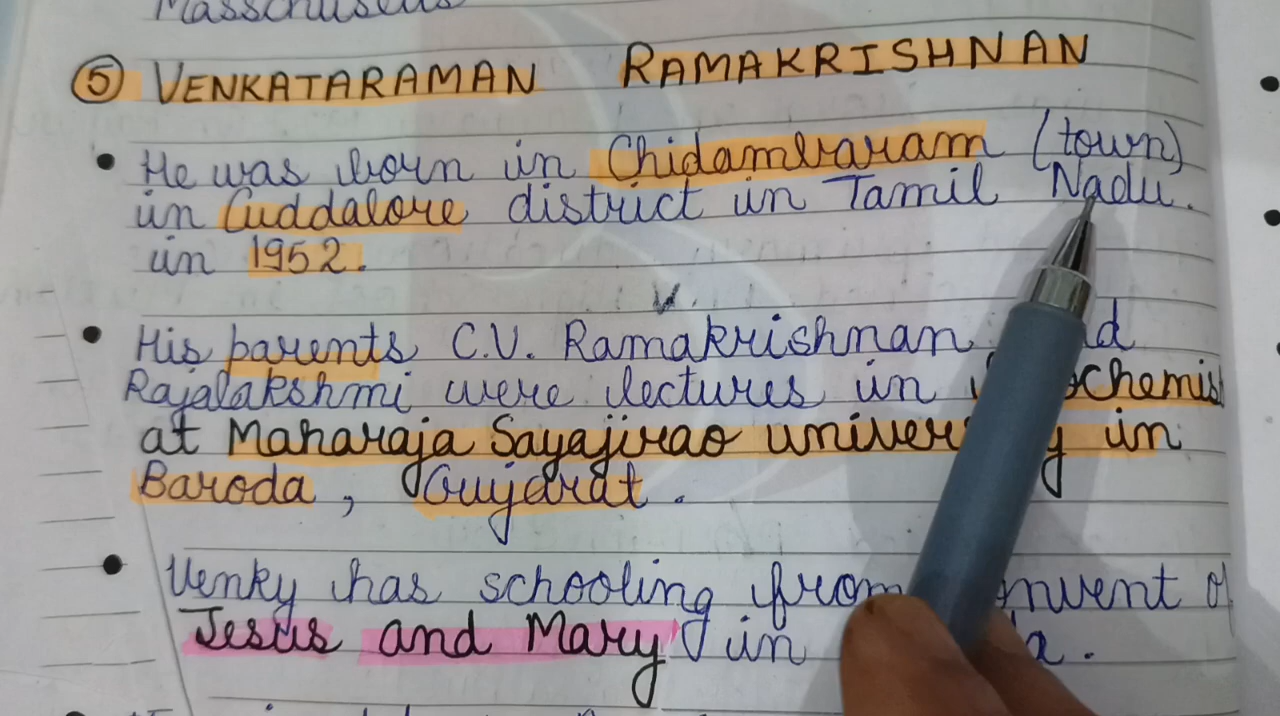 Masschusetts
⑤ VENKATARAMAN RAMAKRISHNAN
• He was born in Chidambaram (town)
in Cuddalore district in Tamil Nadu.
in 1952.
• His parents C.V. Ramakrishnan
Rajalakshmi were lectures in
at Maharaja Sayajirao in
Baroda, Gujarat.
• Venky has schooling from
Jesus and Mary in